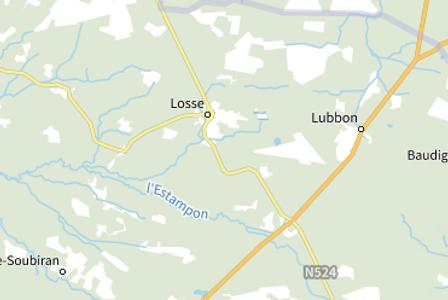 Losse
Lubbon
Baudig
l'Estampon
e-Soubiran
N524